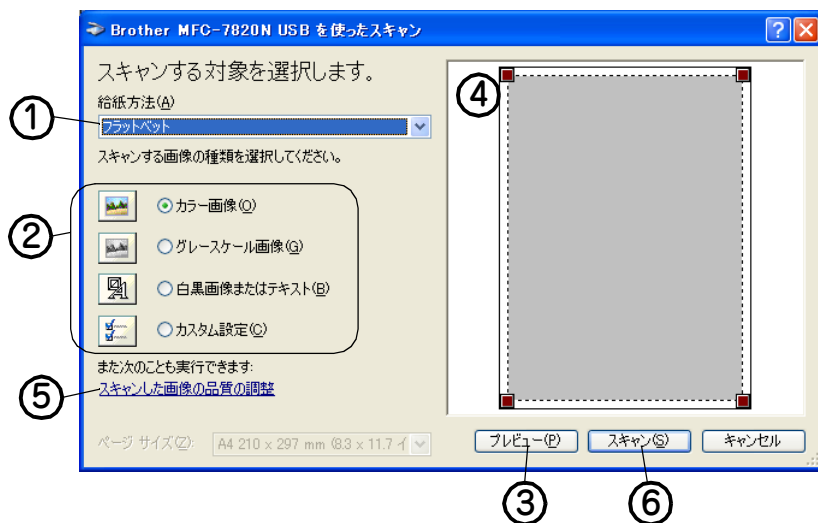 Brother MFC-7820N USB を使ったスキャン
スキャンする対象を選択します。
④
給紙方法(A)
①
フラットベット
スキャンする画像の種類を選択してください。
②
カラー画像(O)
グレースケール画像(G)
白黒画像またはテキスト(B)
カスタム設定(C)
また次のことも実行できます:
⑤
スキャンした画像の品質の調整
ページ サイズ(Z):
A4 210 x 297 mm (8.3 x 11.7 イ
プレビュー(P)
スキャン(S)
キャンセル
③
⑥